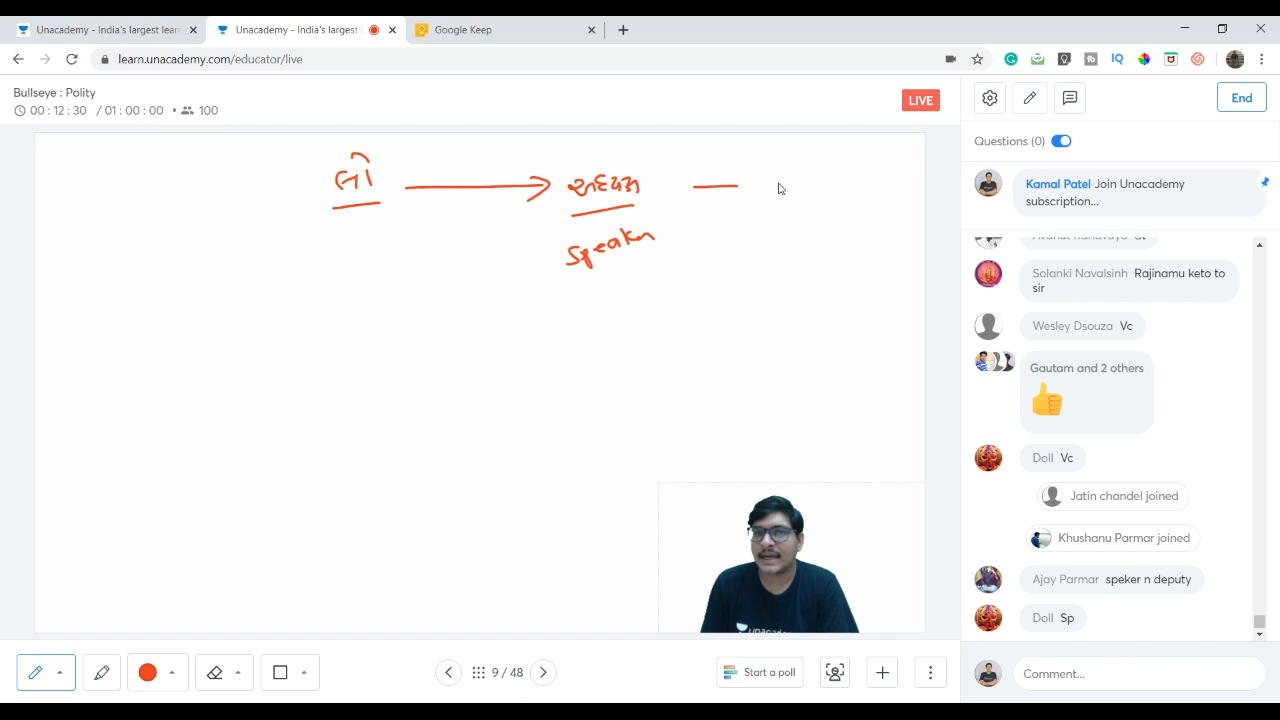 Unacademy - India's largest learn
Unacademy - India's largest
Google Keep
learn.unacademy.com/educator/live
Bullseye : Polity
00 : 12 : 30 / 01 : 00 : 00 • 100
LIVE
End
Questions (0)
Kamal Patel Join Unacademy
subscription...
Solanki Navalsinh Rajinamu keto to
sir
Wesley Dsouza Vc
Gautam and 2 others
Doll Vc
Jatin chandel joined
Khushanu Parmar joined
Ajay Parmar speker n deputy
Doll Sp
Speaker
9 / 48
Start a poll
Comment...